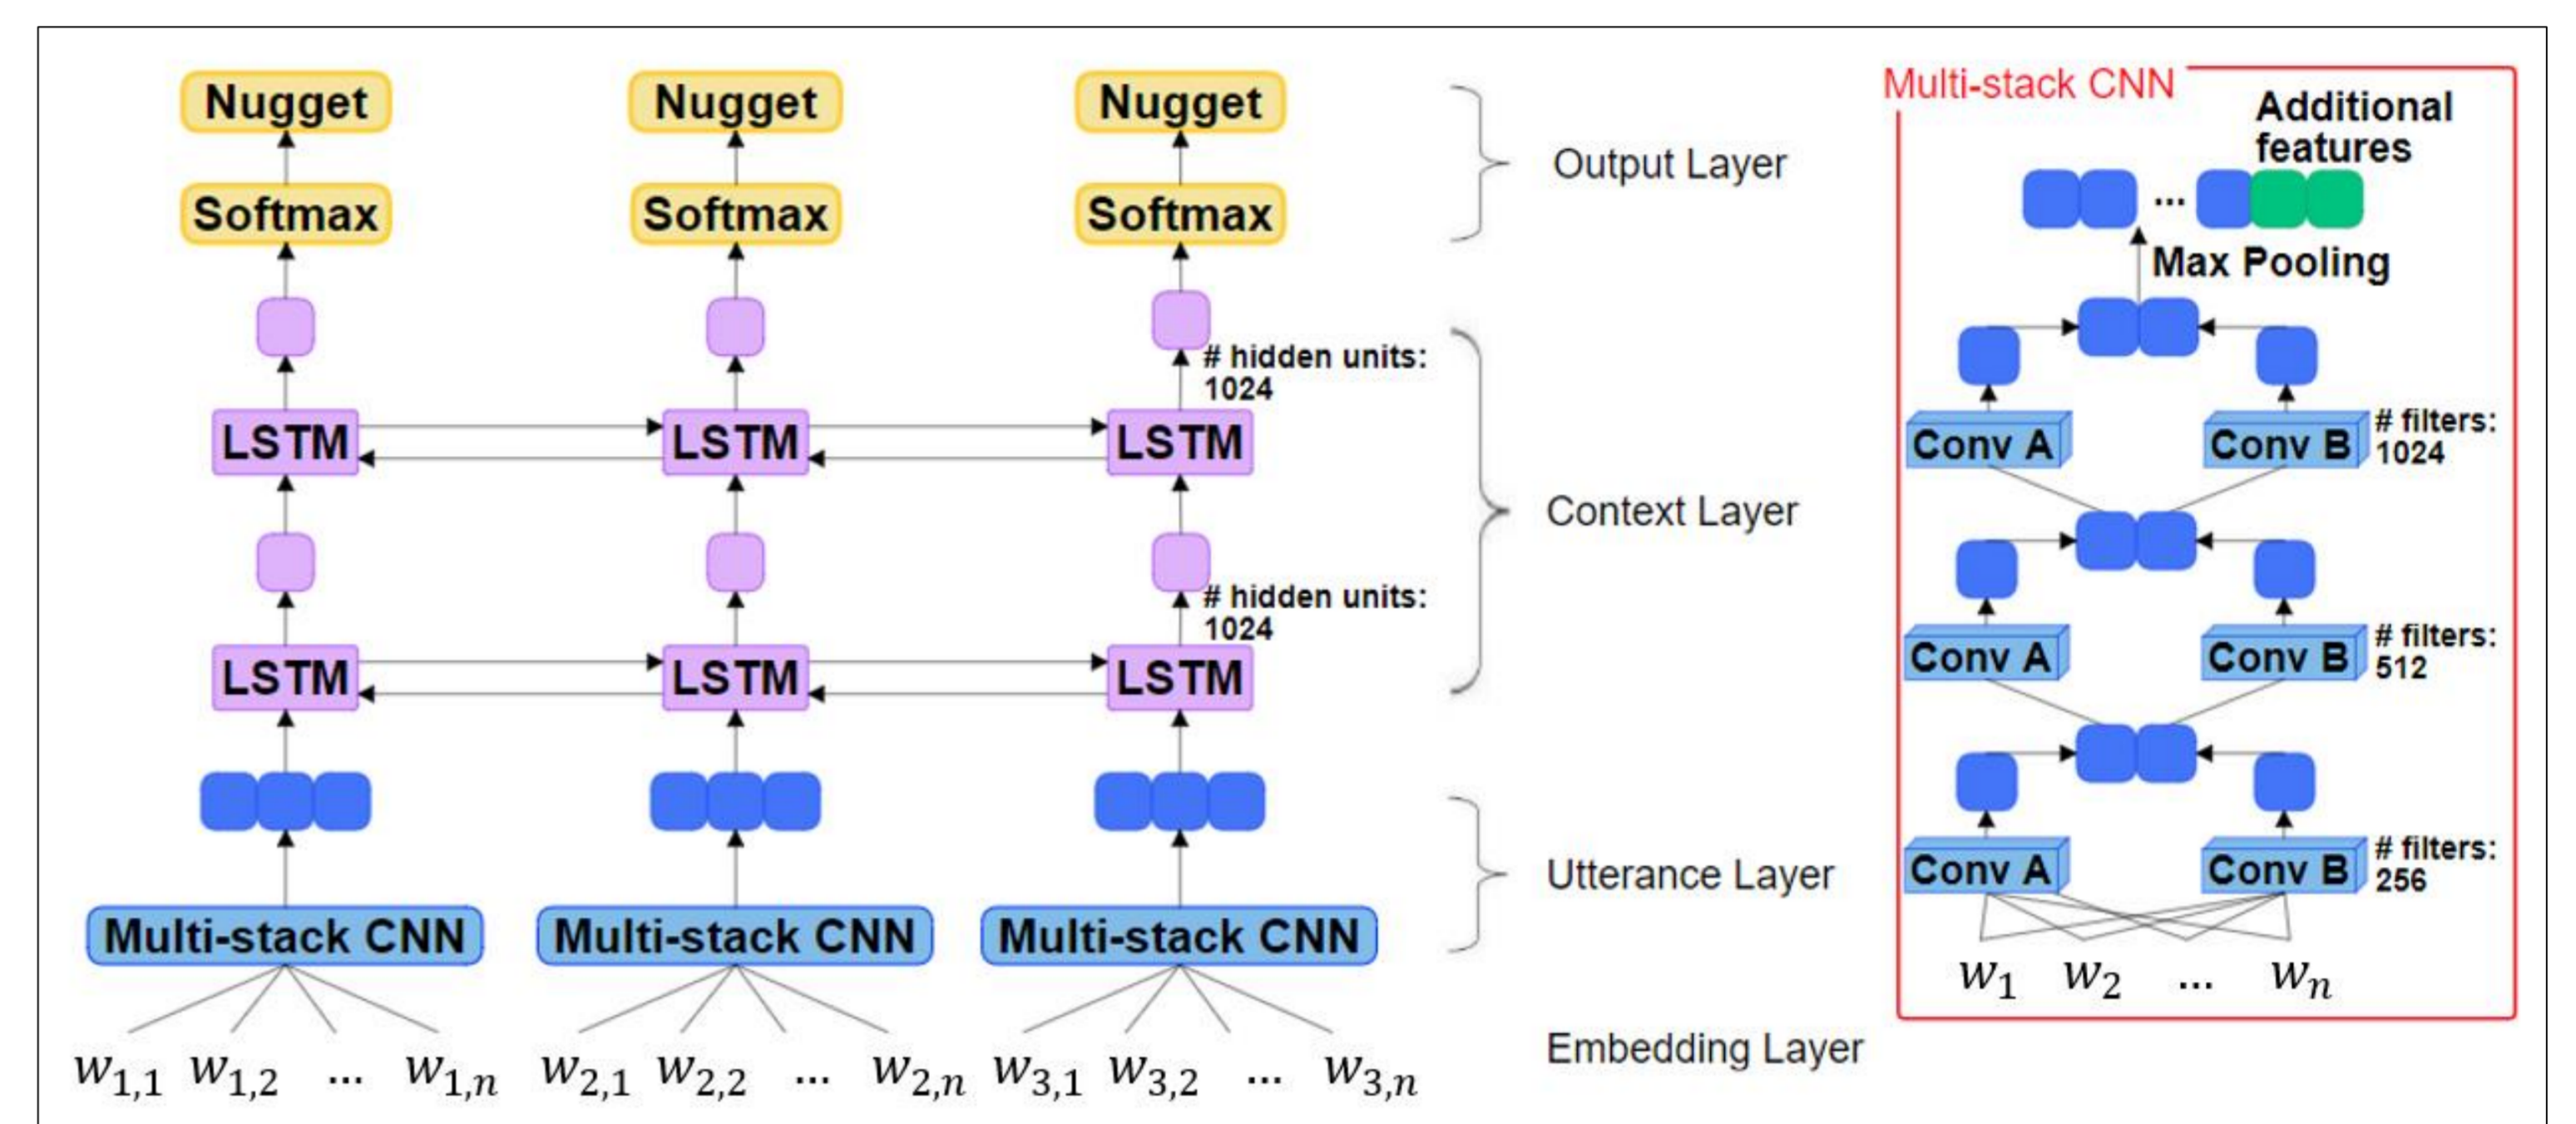 Nugget
Nugget
Nugget
Softmax
Softmax
Softmax
Output Layer
# hidden units:
1024
LSTM
LSTM
LSTM
Context Layer
# hidden units:
1024
LSTM
LSTM
LSTM
Utterance Layer
Multi-stack CNN
Multi-stack CNN
Multi-stack CNN
Embedding Layer
w1,1 w1,2 ... w1,n
w2,1 w2,2 ... w2,n
w3,1 w3,2 ... w3,n
Multi-stack CNN
Additional
features
...
Max Pooling
Conv A
Conv B
# filters:
1024
Conv A
Conv B
# filters:
512
Conv A
Conv B
# filters:
256
w1 w2 ... wn